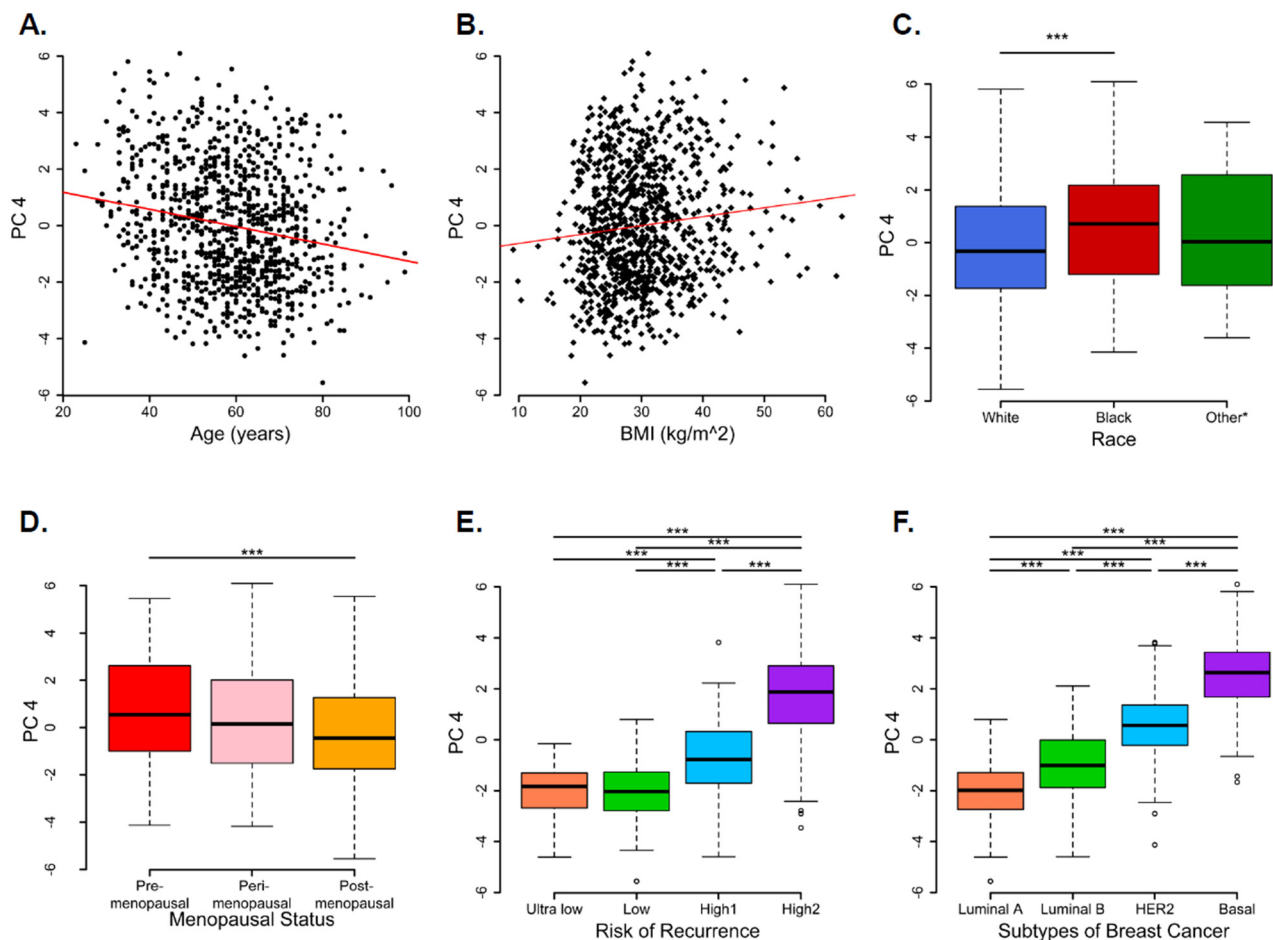 A.
PC 4
6
4
2
0
-2
-4
-6
20
40
60
80
100
Age (years)
B.
PC 4
6
4
2
0
-2
-4
-6
10
20
30
40
50
60
BMI (kg/m^2)
C.
***
PC 4
6
4
2
0
-2
-4
-6
White
Black
Other*
Race
D.
***
PC 4
6
4
2
0
-2
-4
-6
Pre-
menopausal
Peri-
menopausal
Post-
menopausal
Menopausal Status
E.
***
***
***
***
***
PC 4
6
4
2
0
-2
-4
-6
Ultra low
Low
High1
High2
Risk of Recurrence
F.
***
***
***
***
***
***
PC 4
6
4
2
0
-2
-4
-6
Luminal A
Luminal B
HER2
Basal
Subtypes of Breast Cancer